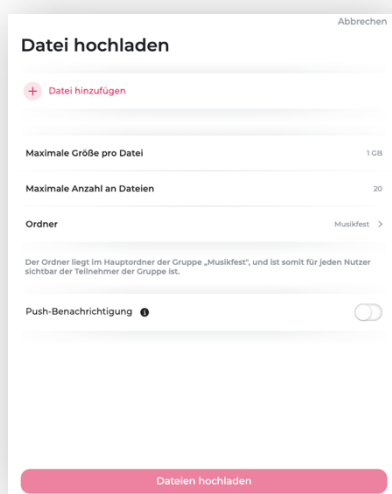 Abbrechen
Datei hochladen
Datei hinzufügen
Maximale Größe pro Datei 1 GB
Maximale Anzahl an Dateien 20
Ordner Musikfest
Der Ordner liegt im Hauptordner der Gruppe „Musikfest", und ist somit für jeden Nutzer
sichtbar der Teilnehmer der Gruppe ist.
Push-Benachrichtigung
Dateien hochladen